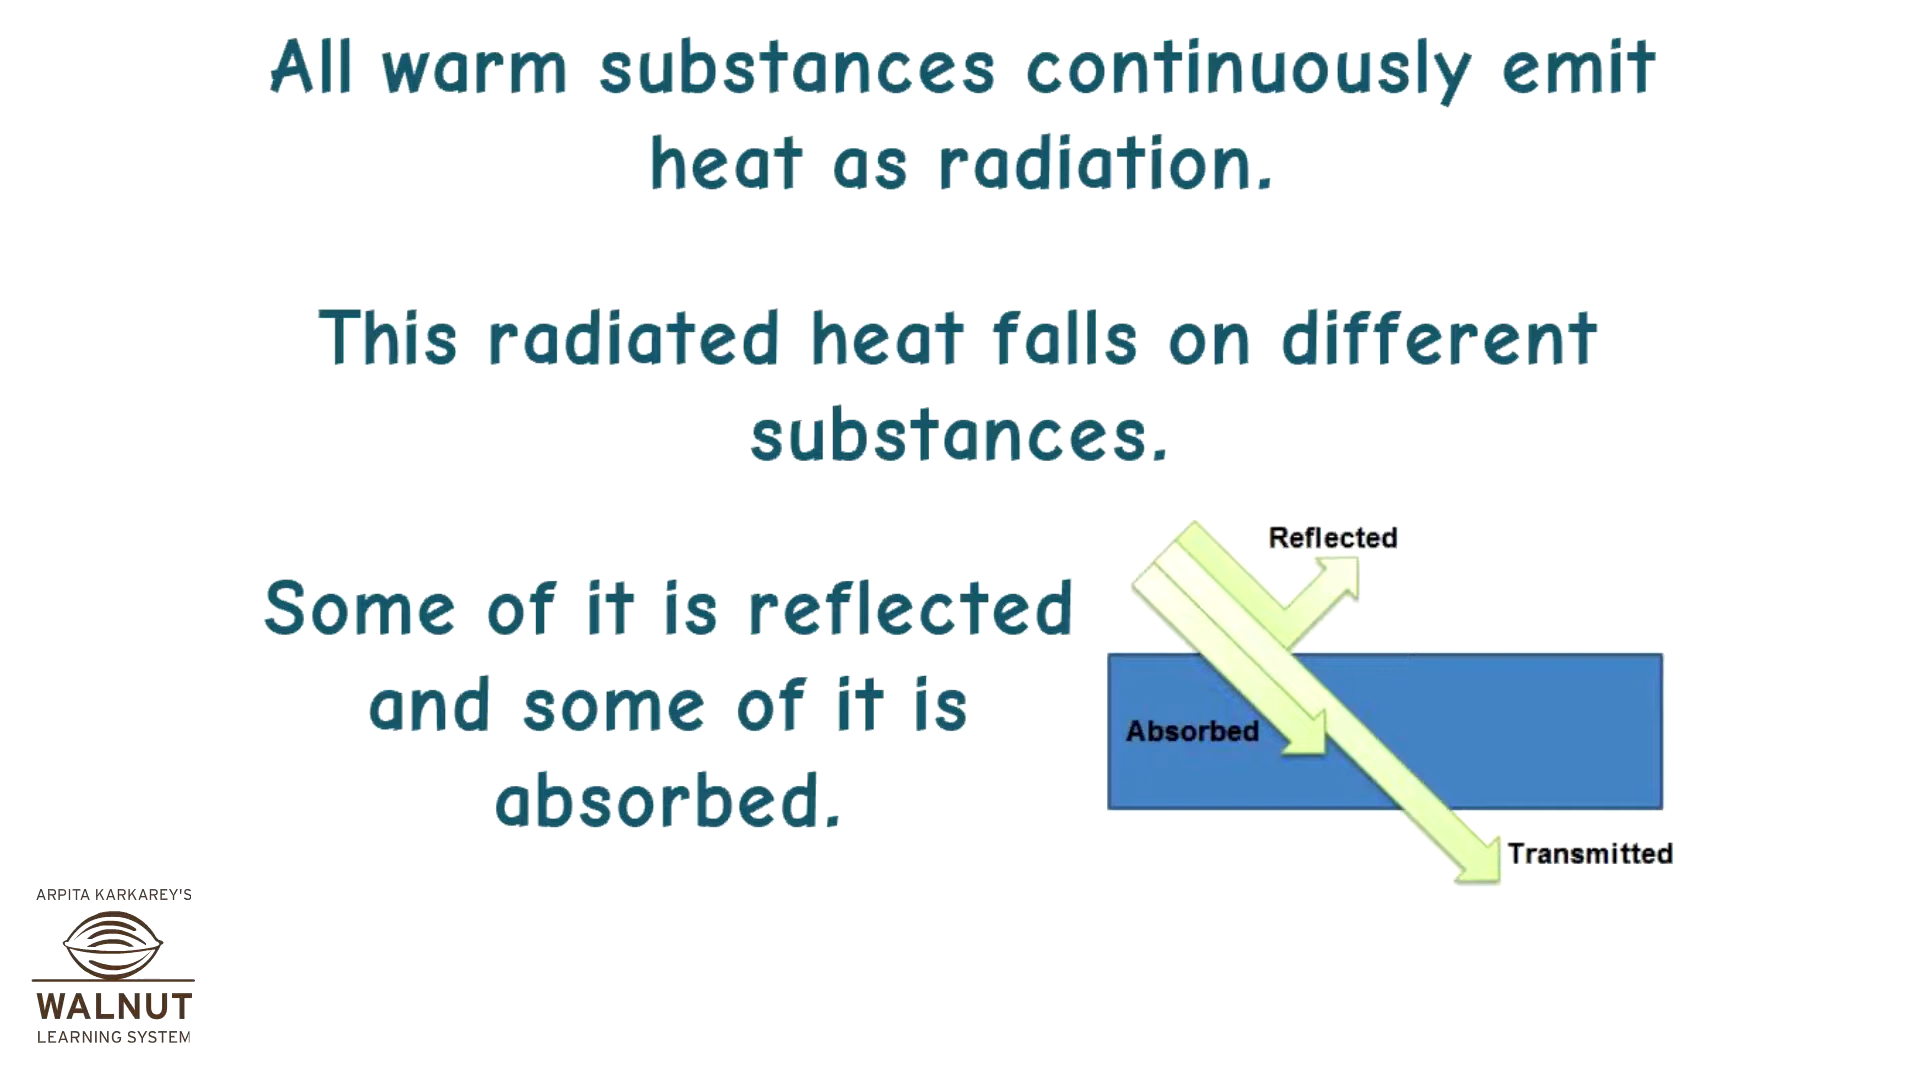 All warm substances continuously emit
heat as radiation.
This radiated heat falls on different
substances.
Some of it is reflected
and some of it is
absorbed.
Reflected
Absorbed
Transmitted
ARPITA KARKAREY'S
WALNUT
LEARNING SYSTEM